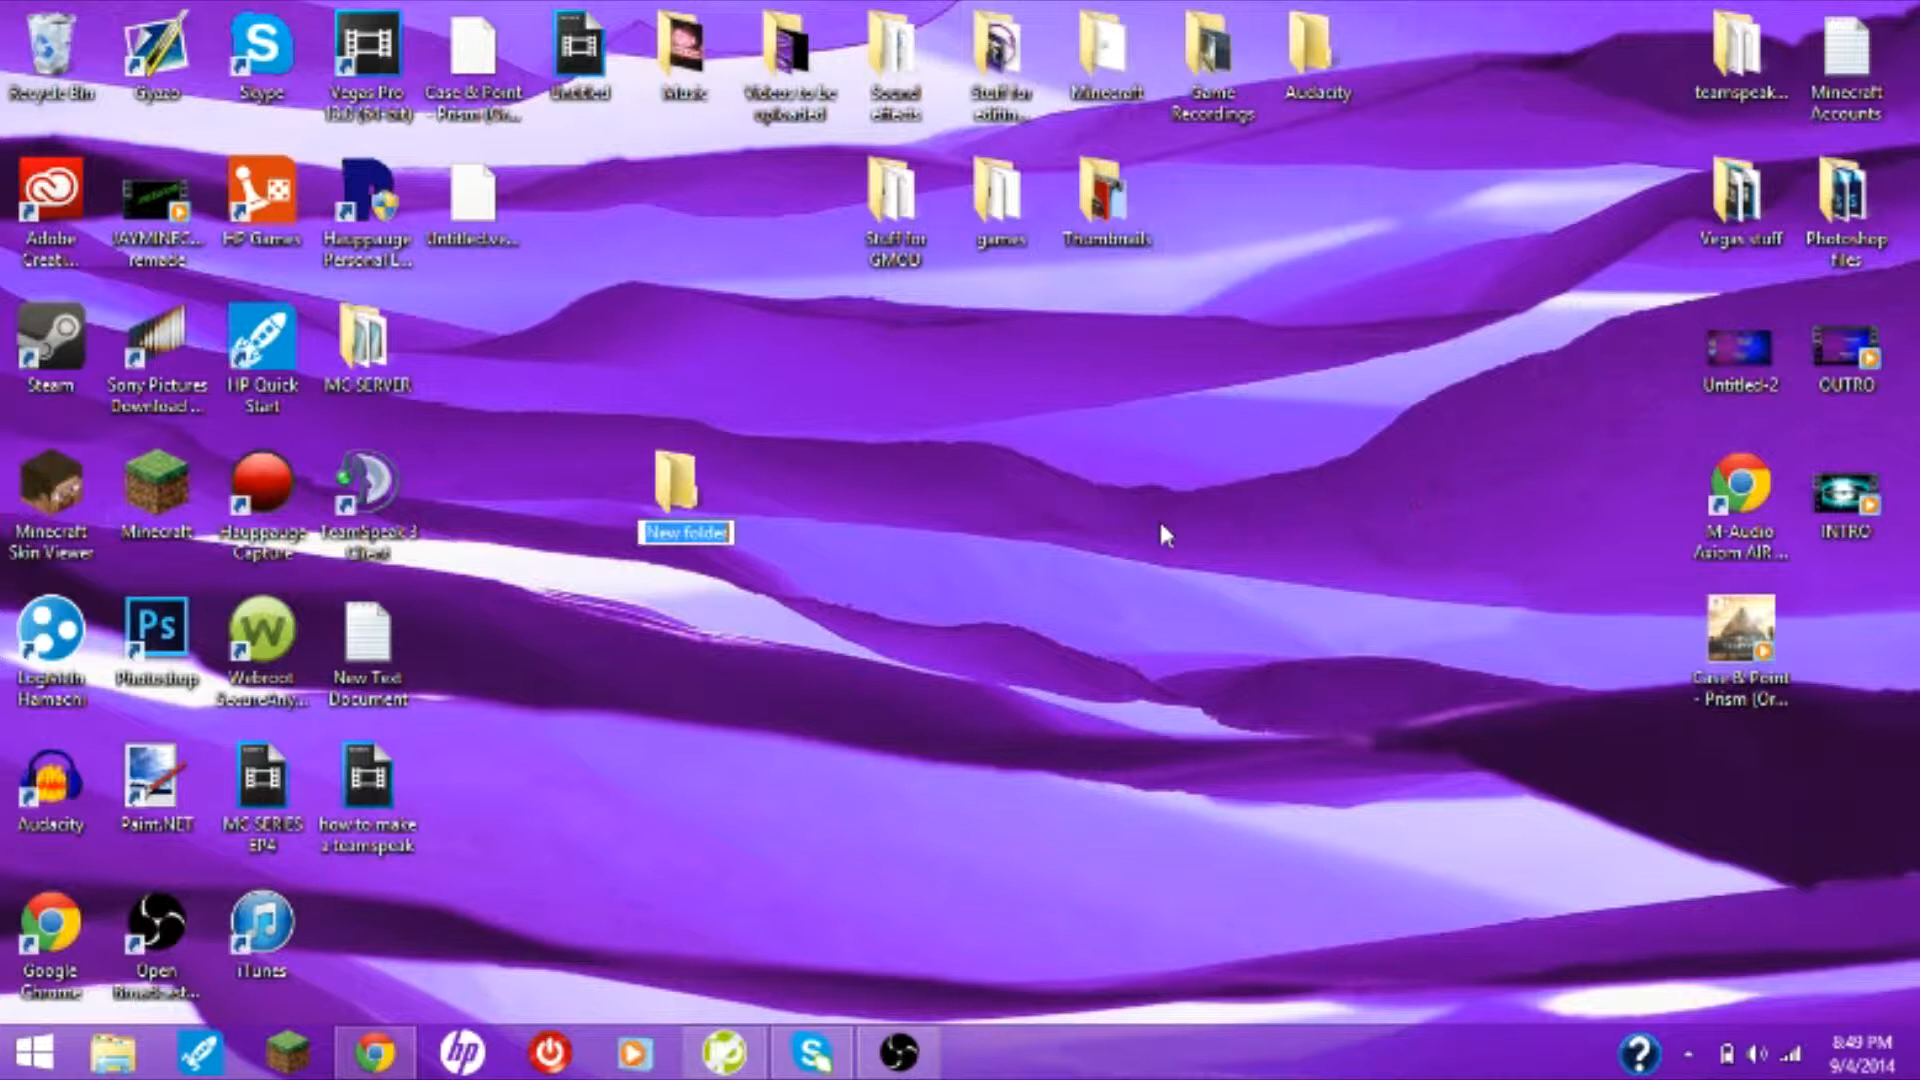 Recycle Bin
Gyazo
Skype
Vegas Pro
13.0 (64-bit)
Case & Point
- Prism (Or...
Untitled
Music
Videos to be
uploaded
Sound
effects
Stuff for
editin...
Minecraft
Game
Recordings
Audacity
teamspeak...
Minecraft
Accounts
Adobe
Creati...
JAYMINEC...
remade
HP Games
Hauppauge
Personal L...
Untitled.ve...
Stuff for
GMOD
games
Thumbnails
Vegas stuff
Photoshop
files
Steam
Sony Pictures
Download ...
HP Quick
Start
MC SERVER
Untitled-2
OUTRO
Minecraft
Skin Viewer
Minecraft
Hauppauge
Capture
TeamSpeak 3
Client
New folder
M-Audio
Axiom AIR ...
INTRO
LogMeIn
Hamachi
Ps
Photoshop
Webroot
SecureAny...
New Text
Document
Case & Point
- Prism (Or...
Audacity
Paint.NET
MC SERIES
EP4
how to make
a teamspeak
Google
Chrome
Open
Broadcast...
iTunes
hp
8:49 PM
9/4/2014